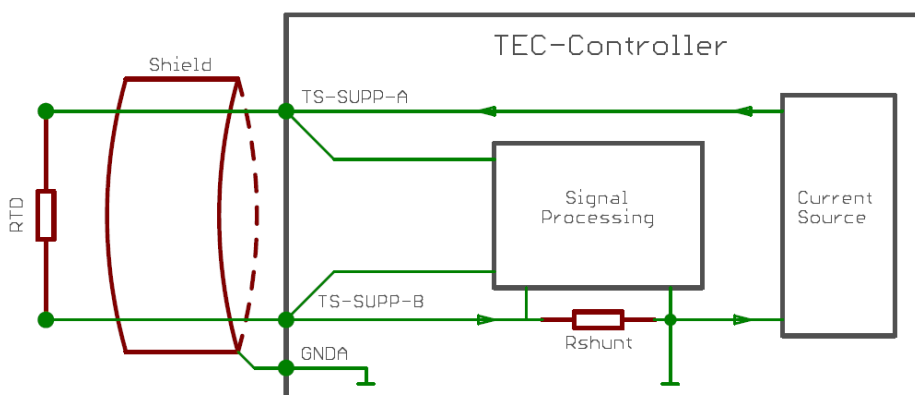 TEC-Controller
Shield
TS-SUPP-A
Signal
Processing
Current
Source
RTD
TS-SUPP-B
Rshunt
GNDA